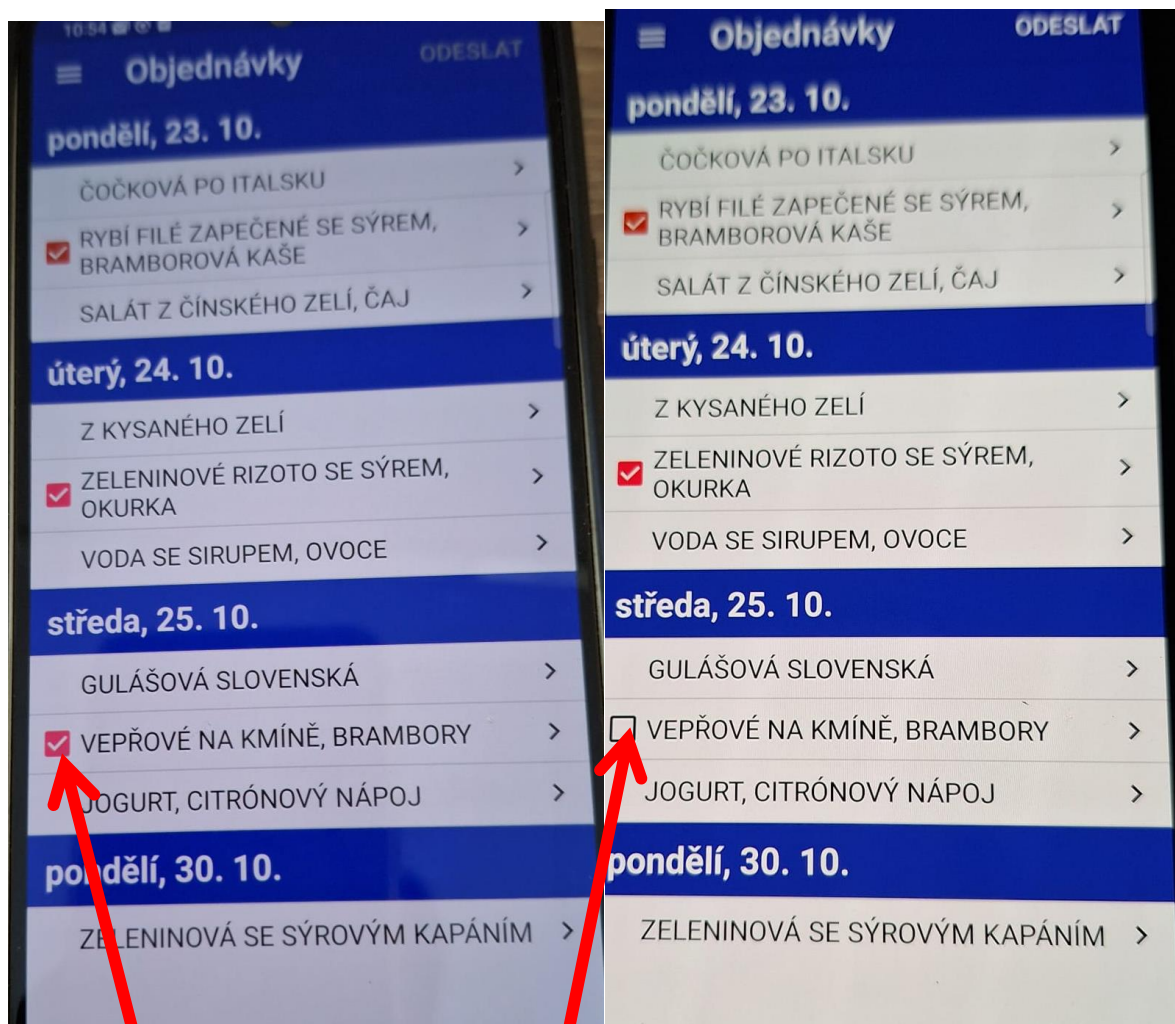 10:54
Objednávky
ODESLAT
pondělí, 23. 10.
ČOČKOVÁ PO ITALSKU
RYBÍ FILÉ ZAPEČENÉ SE SÝREM,
BRAMBOROVÁ KAŠE
SALÁT Z ČÍNSKÉHO ZELÍ, ČAJ
úterý, 24. 10.
Z KYSANÉHO ZELÍ
ZELENINOVÉ RIZOTO SE SÝREM,
OKURKA
VODA SE SIRUPEM, OVOCE
středa, 25. 10.
GULÁŠOVÁ SLOVENSKÁ
VEPŘOVÉ NA KMÍNĚ, BRAMBORY
JOGURT, CITRÓNOVÝ NÁPOJ
pondělí, 30. 10.
ZELENINOVÁ SE SÝROVÝM KAPÁNÍM
Objednávky
ODESLAT
pondělí, 23. 10.
ČOČKOVÁ PO ITALSKU
RYBÍ FILÉ ZAPEČENÉ SE SÝREM,
BRAMBOROVÁ KAŠE
SALÁT Z ČÍNSKÉHO ZELÍ, ČAJ
úterý, 24. 10.
Z KYSANÉHO ZELÍ
ZELENINOVÉ RIZOTO SE SÝREM,
OKURKA
VODA SE SIRUPEM, OVOCE
středa, 25. 10.
GULÁŠOVÁ SLOVENSKÁ
VEPŘOVÉ NA KMÍNĚ, BRAMBORY
JOGURT, CITRÓNOVÝ NÁPOJ
pondělí, 30. 10.
ZELENINOVÁ SE SÝROVÝM KAPÁNÍM